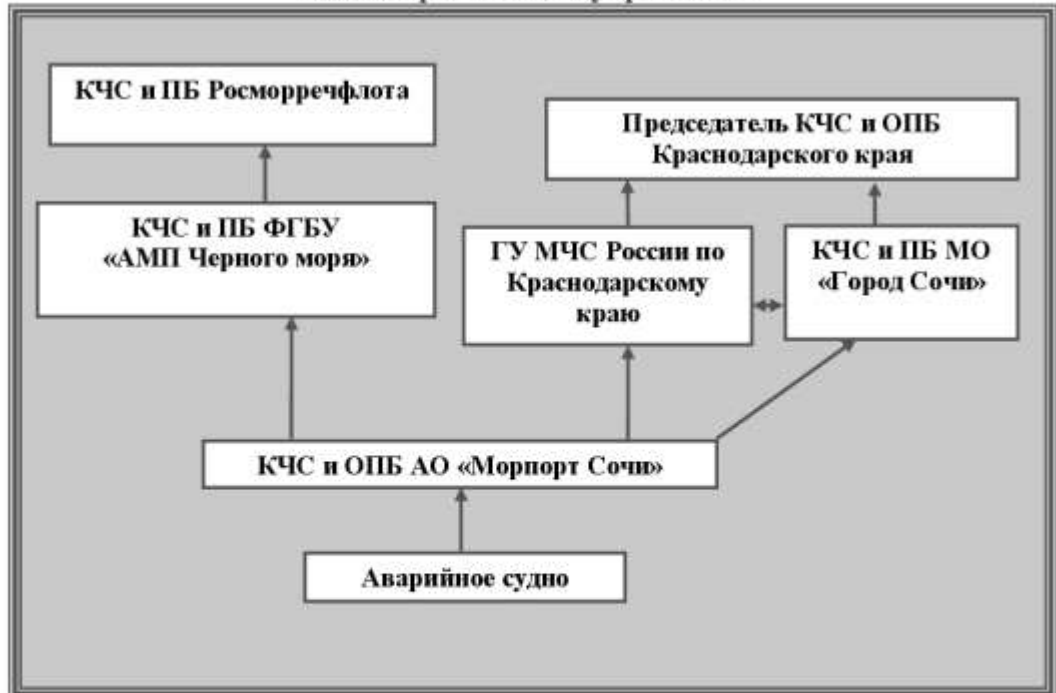 КЧС и ПБ Росморречфлота
Председатель КЧС и ОПБ
Краснодарского края
КЧС и ПБ ФГБУ
«АМП Черного моря»
ГУ МЧС России по
Краснодарскому
краю
КЧС и ПБ МО
«Город Сочи»
КЧС и ОПБ АО «Морпорт Сочи»
Аварийное судно